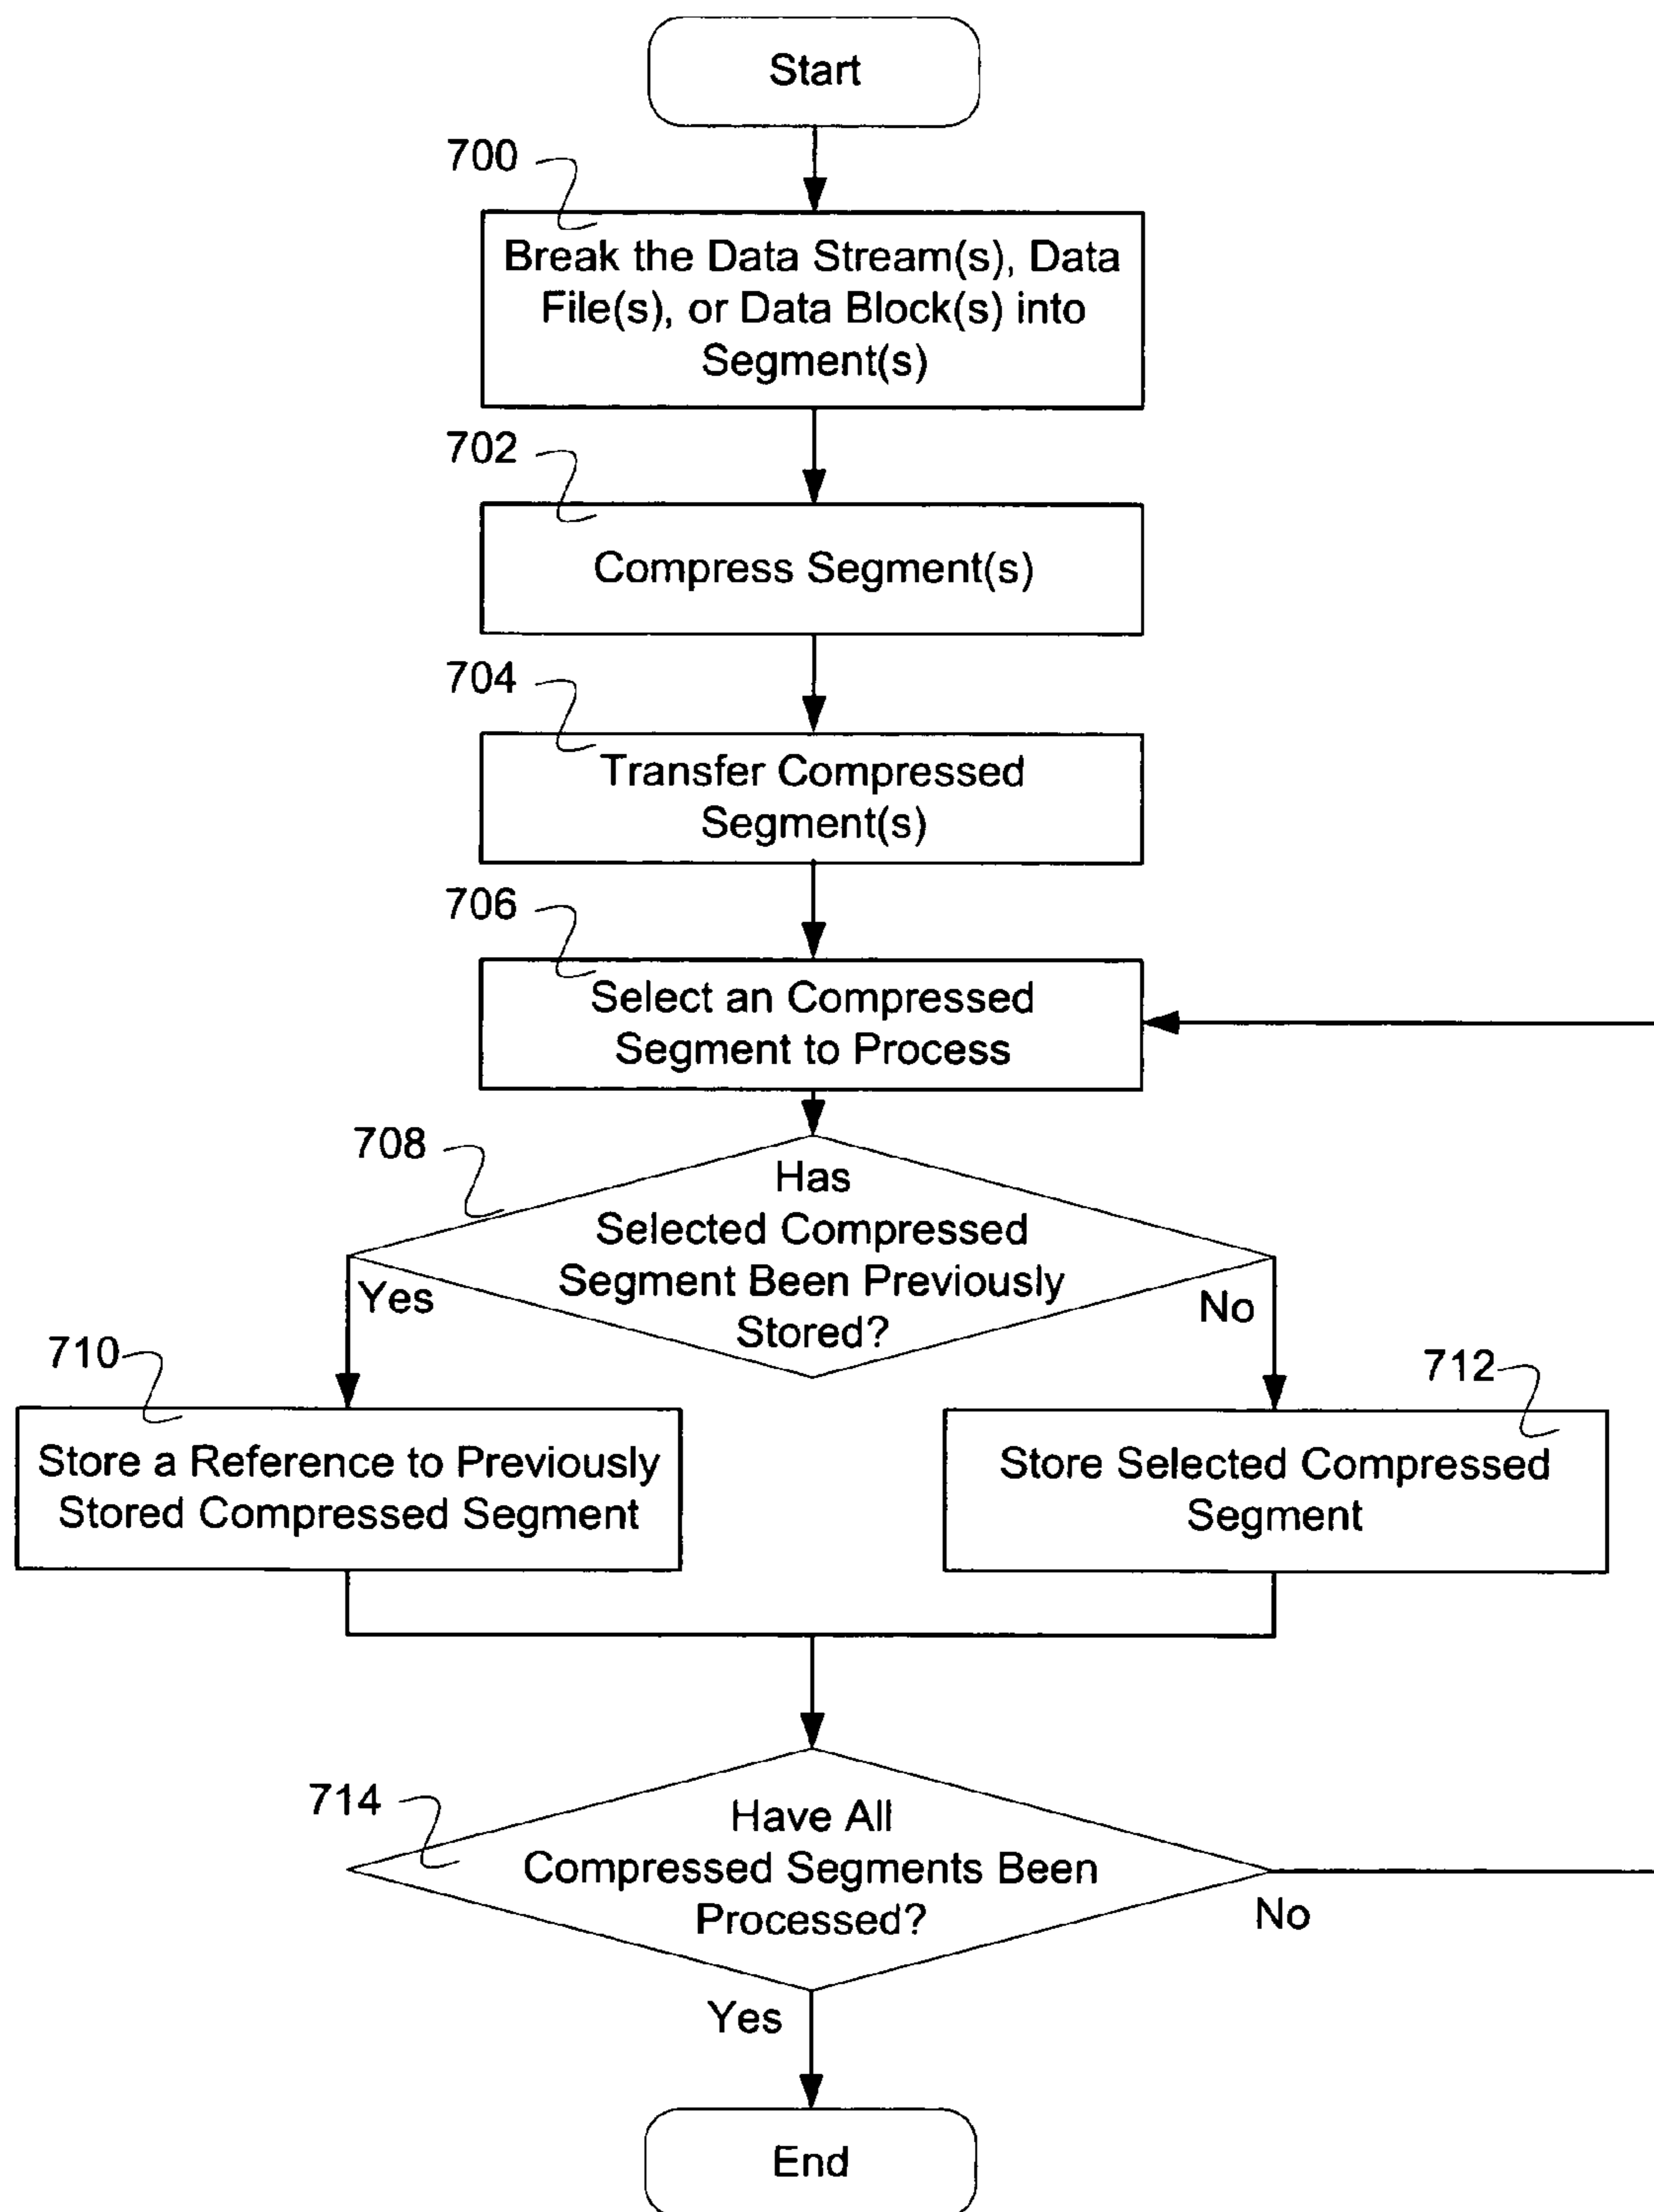 Start
700
Break the Data Stream(s), Data
File(s), or Data Block(s) into
Segment(s)
702
Compress Segment(s)
704
Transfer Compressed
Segment(s)
706
Select an Compressed
Segment to Process
708
Has
Selected Compressed
Segment Been Previously
Stored?
Yes
No
710
Store a Reference to Previously
Stored Compressed Segment
712
Store Selected Compressed
Segment
714
Have All
Compressed Segments Been
Processed?
No
Yes
End